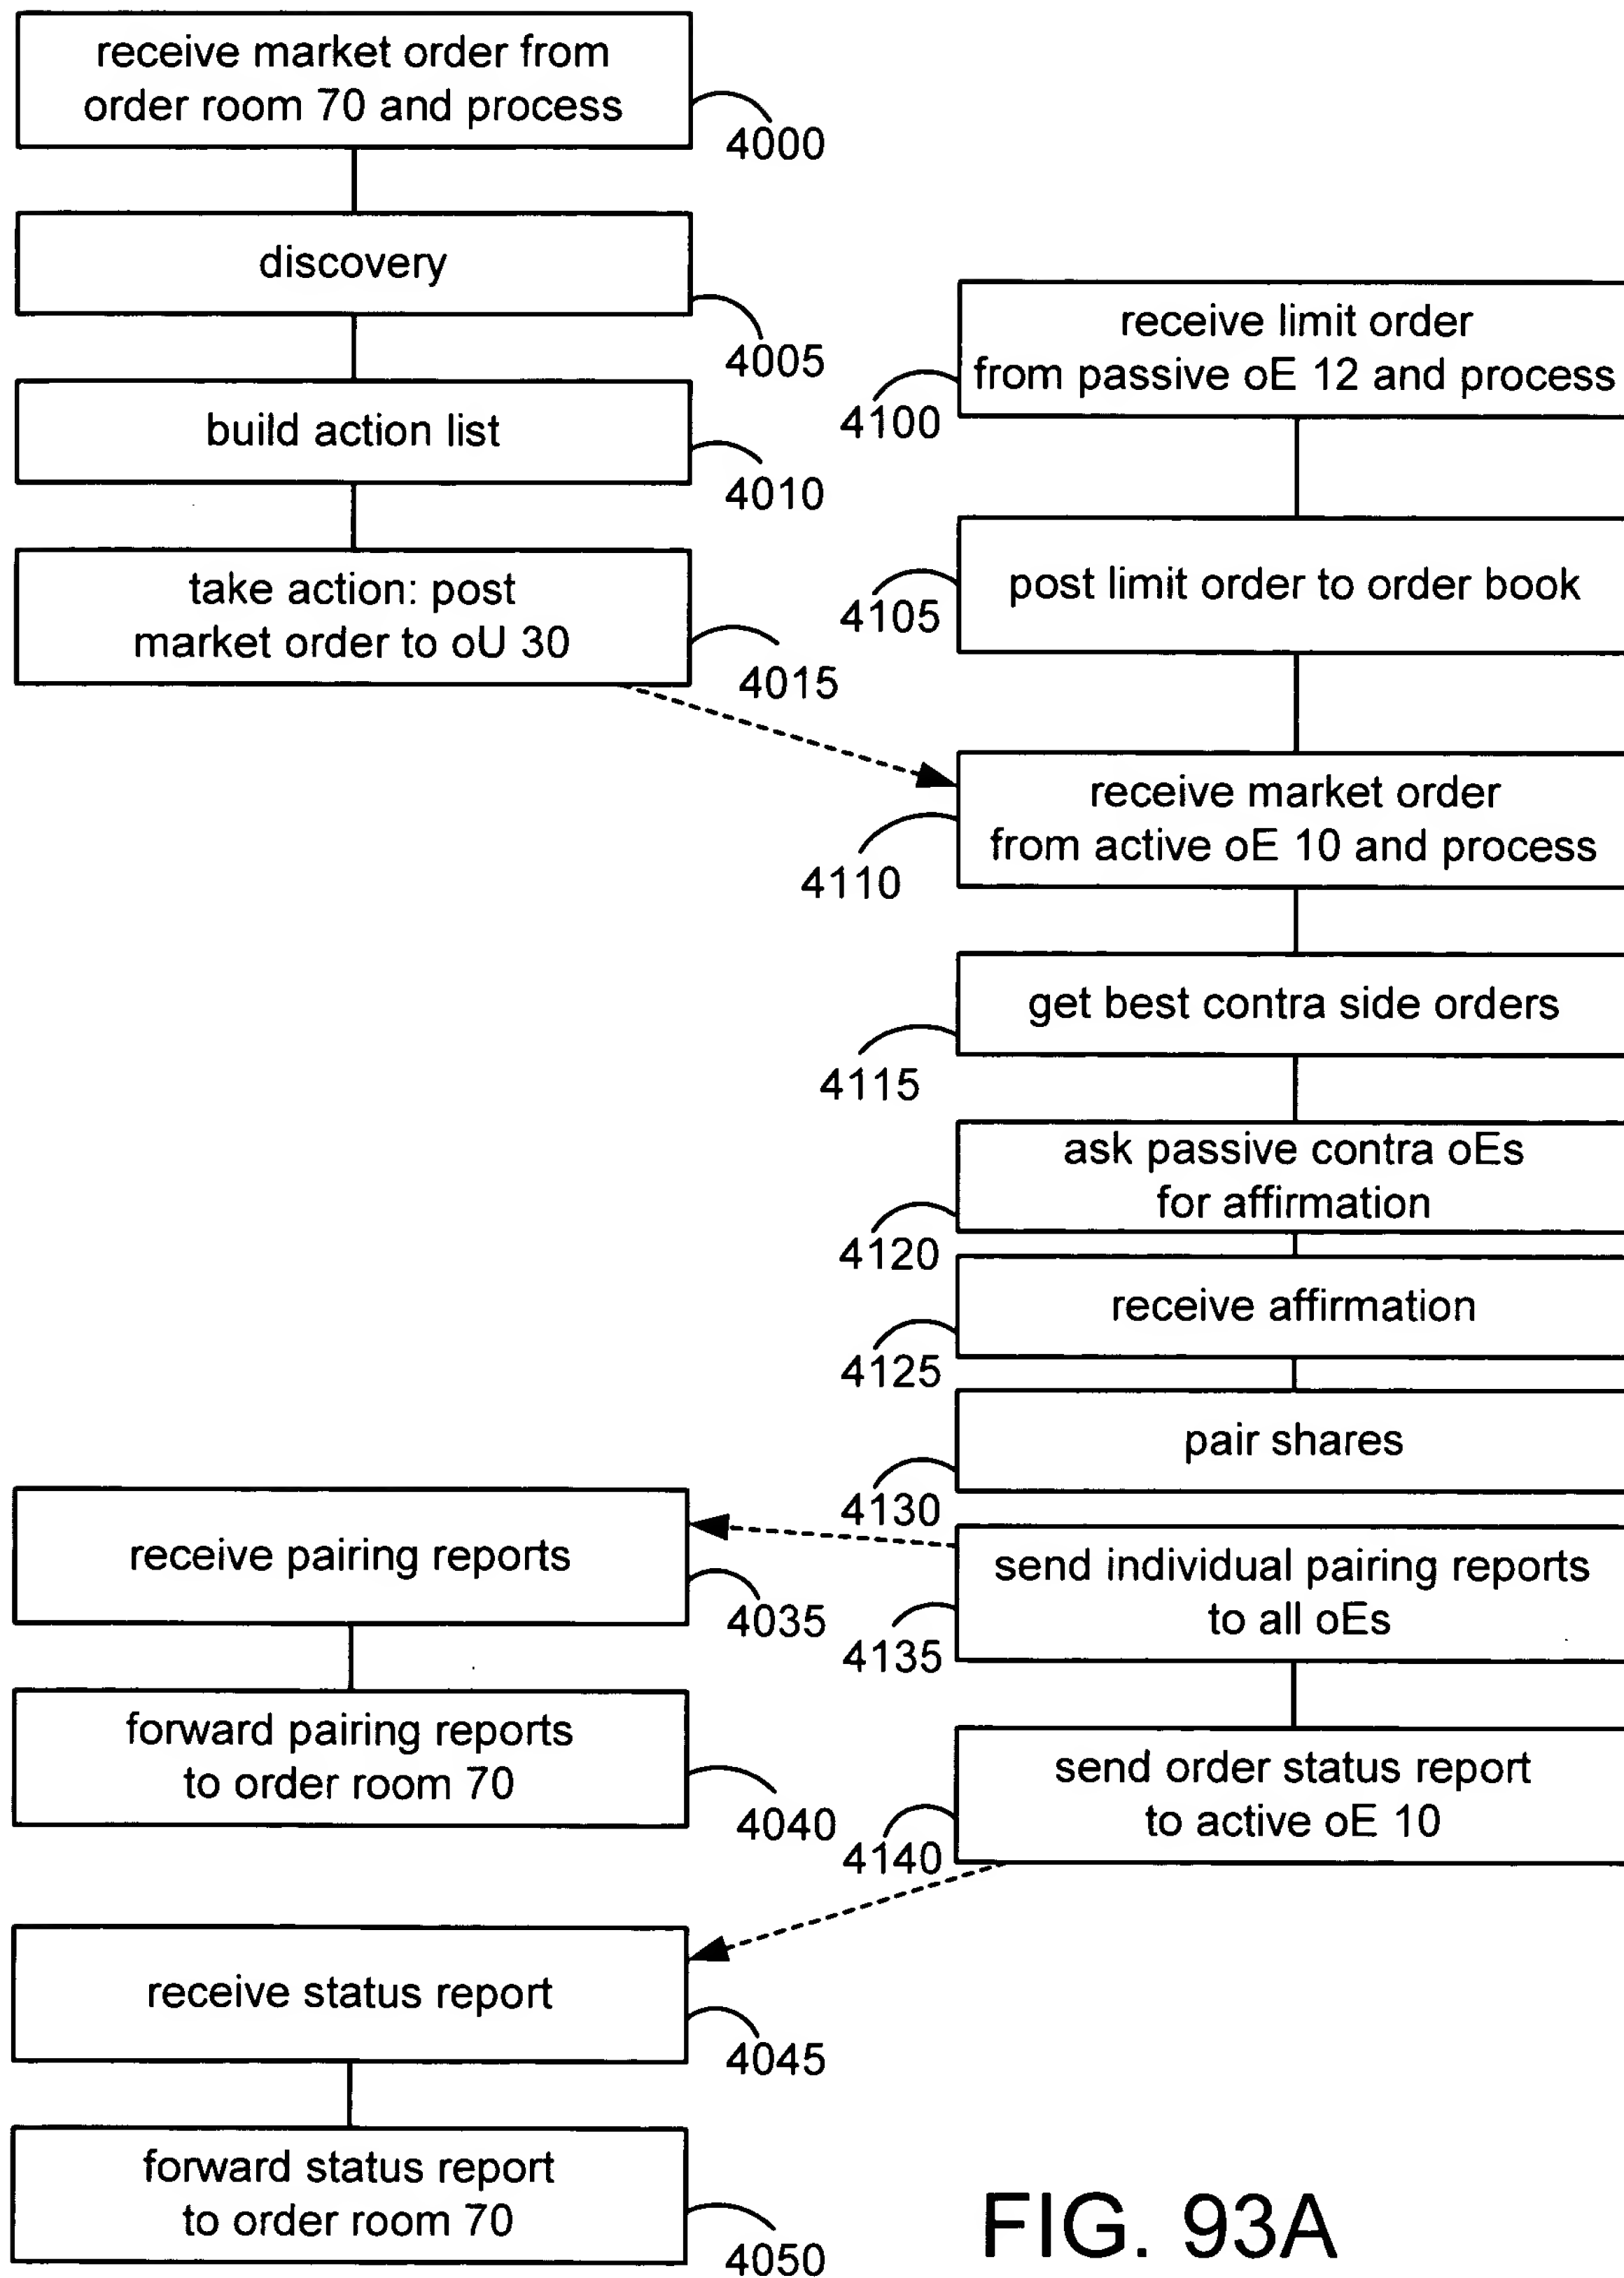 receive market order from
order room 70 and process
4000
discovery
4005
build action list
4010
take action: post
market order to oU 30
4015
receive limit order
from passive oE 12 and process
4100
post limit order to order book
4105
receive market order
from active oE 10 and process
4110
get best contra side orders
4115
ask passive contra oEs
for affirmation
4120
receive affirmation
4125
pair shares
4130
send individual pairing reports
to all oEs
4135
receive pairing reports
4035
forward pairing reports
to order room 70
4040
send order status report
to active oE 10
4140
receive status report
4045
forward status report
to order room 70
4050
FIG. 93A